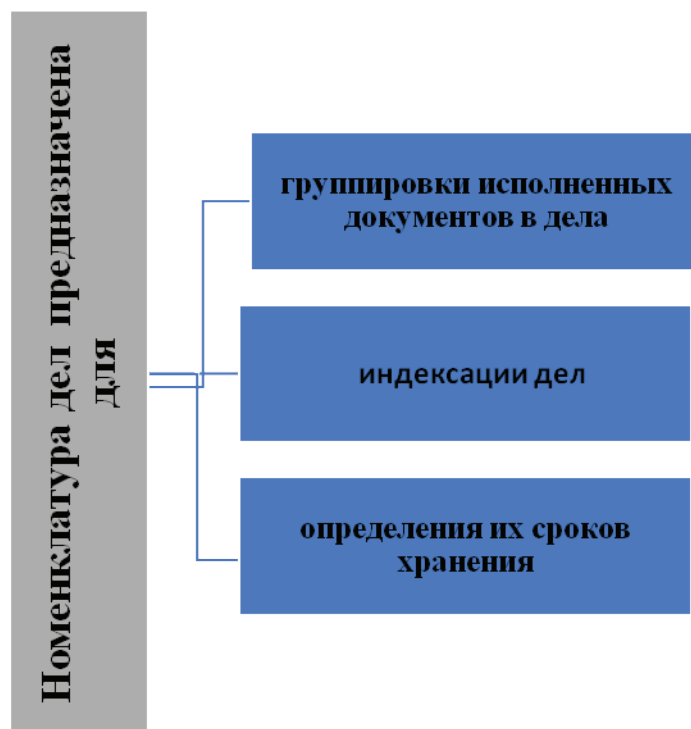 Номенклатура дел предназначена
для
группировки исполненных
документов в дела
индексации дел
определения их сроков
хранения